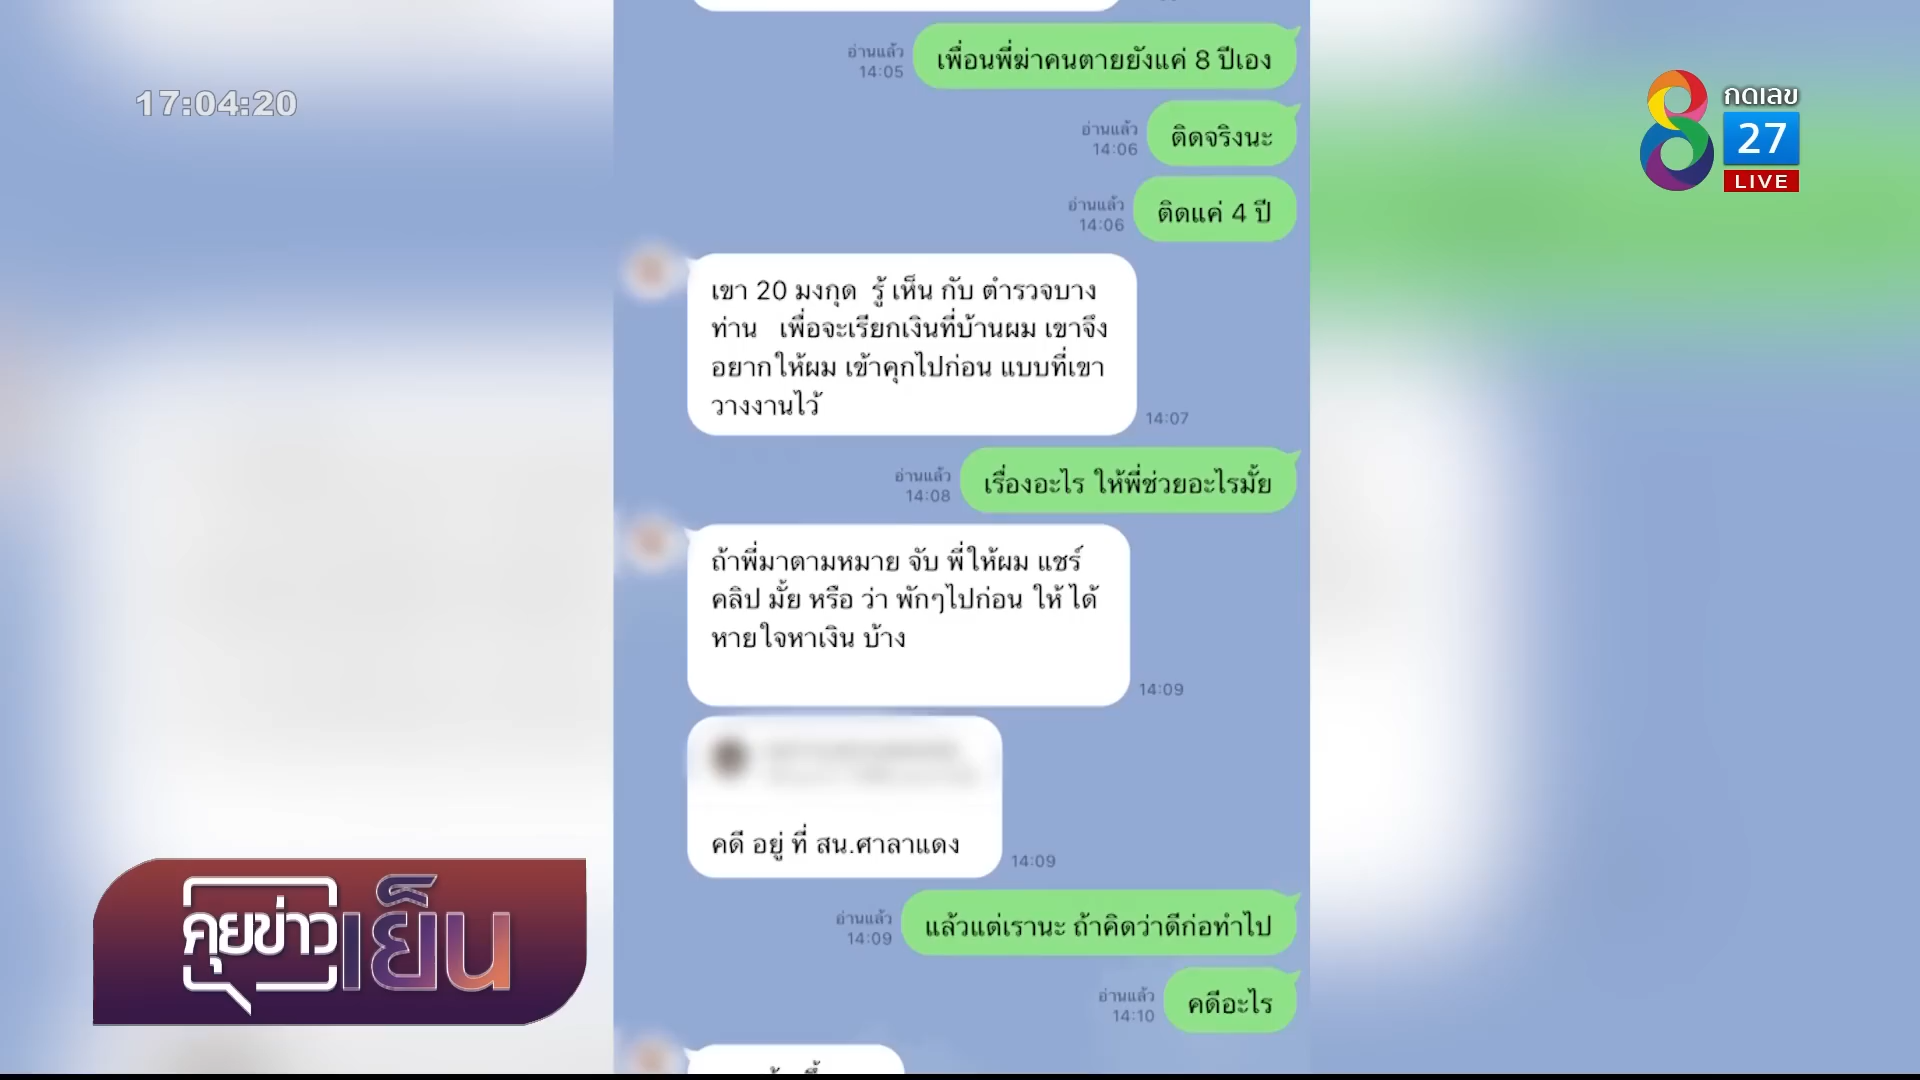 17:04:20
กดเลข
27
LIVE
เพื่อนพี่ฆ่าคนตายยังแค่ 8 ปีเอง
อ่านแล้ว
14:05
ติดจริงนะ
อ่านแล้ว
14:06
ติดแค่ 4 ปี
อ่านแล้ว
14:06
เขา 20 มงกุด รู้ เห็น กับ ตำรวจบาง
ท่าน เพื่อจะเรียกเงินที่บ้านผม เขาจึง
อยากให้ผม เข้าคุกไปก่อน แบบที่เขา
วางงานไว้
14:07
เรื่องอะไร ให้พี่ช่วยอะไรมั้ย
อ่านแล้ว
14:08
ถ้าพี่มาตามหมาย จับ พี่ให้ผม แชร์
คลิป มั้ย หรือ ว่า พักๆไปก่อน ให้ ได้
หายใจหาเงิน บ้าง
14:09
คดี อยู่ ที่ สน.ศาลาแดง
14:09
แล้วแต่เรานะ ถ้าคิดว่าดีก่อทำไป
อ่านแล้ว
14:09
คดีอะไร
อ่านแล้ว
14:10
คุยข่าวเย็น